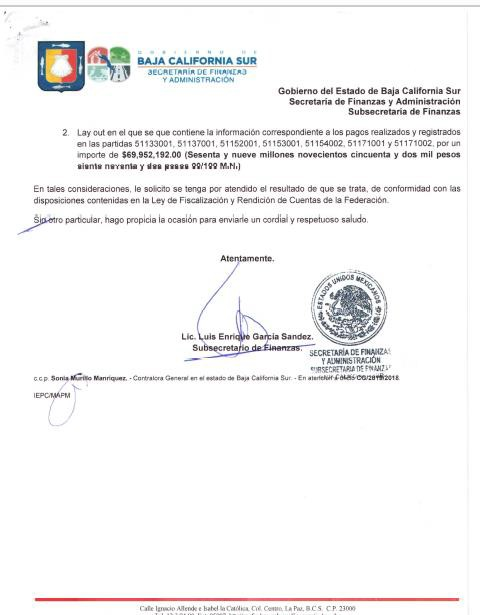 GOBIERNO DE
BAJA CALIFORNIA SUR
SECRETARÍA DE FINANZAS
Y ADMINISTRACIÓN
Gobierno del Estado de Baja California Sur
Secretaría de Finanzas y Administración
Subsecretaría de Finanzas
2. Lay out en el que se que contiene la información correspondiente a los pagos realizados y registrados
en las partidas 51133001, 51137001, 51152001, 51153001, 51154002, 51171001 y 51171002, por un
importe de $69,952,192.00 (Sesenta y nueve millones novecientos cincuenta y dos mil pesos
siento noventa y dos pesos 00/100 M.N.)
En tales consideraciones, le solicito se tenga por atendido el resultado de que se trata, de conformidad con las
disposiciones contenidas en la Ley de Fiscalización y Rendición de Cuentas de la Federación.
Sin otro particular, hago propicia la ocasión para enviarle un cordial y respetuoso saludo.
Atentamente.
ESTADOS UNIDOS MEXICANOS
Lic. Luis Enrique García Sandez.
Subsecretario de Finanzas.
SECRETARÍA DE FINANZAS
Y ADMINISTRACIÓN
SUBSECRETARIA DE FINANZAS
c.c.p. Sonia Murillo Manríquez. - Contralora General en el estado de Baja California Sur. - En atención a oficio
IEPC/MAPM
Calle Ignacio Allende e Isabel la Católica, Col. Centro, La Paz, B.C.S. C.P. 23000